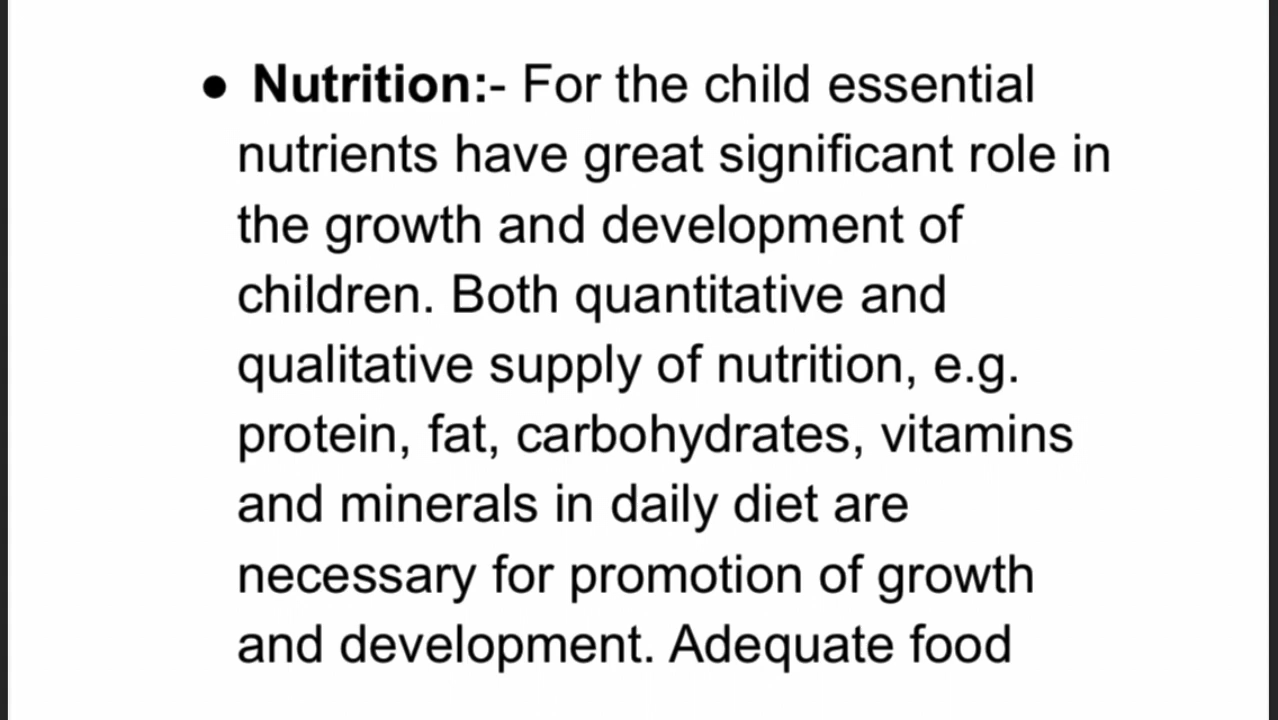 ● Nutrition:- For the child essential
nutrients have great significant role in
the growth and development of
children. Both quantitative and
qualitative supply of nutrition, e.g.
protein, fat, carbohydrates, vitamins
and minerals in daily diet are
necessary for promotion of growth
and development. Adequate food